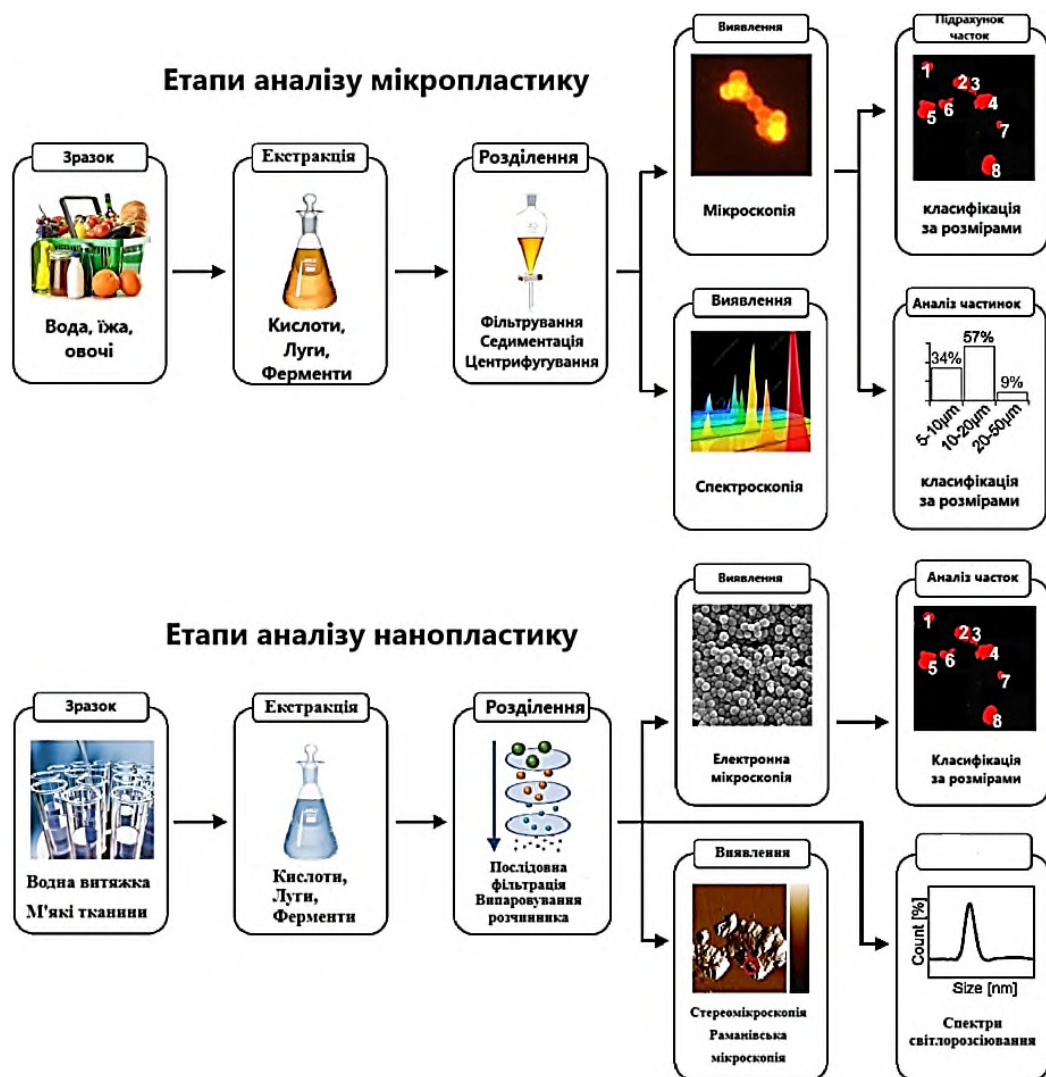 Етапи аналізу мікропластику
Зразок
Вода, їжа,
овочі
Екстракція
Кислоти,
Луги,
Ферменти
Розділення
Фільтрування
Седиментація
Центрифугування
Виявлення
Мікроскопія
Виявлення
Спектроскопія
Підрахунок
часток
1
2
3
4
5
6
7
8
класифікація
за розмірами
Аналіз частинок
34%
57%
9%
5-10μm
10-20μm
20-50μm
класифікація
за розмірами
Етапи аналізу нанопластику
Зразок
Водна витяжка
М'які тканини
Екстракція
Кислоти,
Луги,
Ферменти
Розділення
Послідовна
фільтрація
Випаровування
розчинника
Виявлення
Електронна
мікроскопія
Виявлення
Стереомікроскопія
Раманівська
мікроскопія
Аналіз часток
1
2
3
4
5
6
7
8
Класифікація
за розмірами
Count [%]
Size [nm]
Спектри
світлорозсіювання